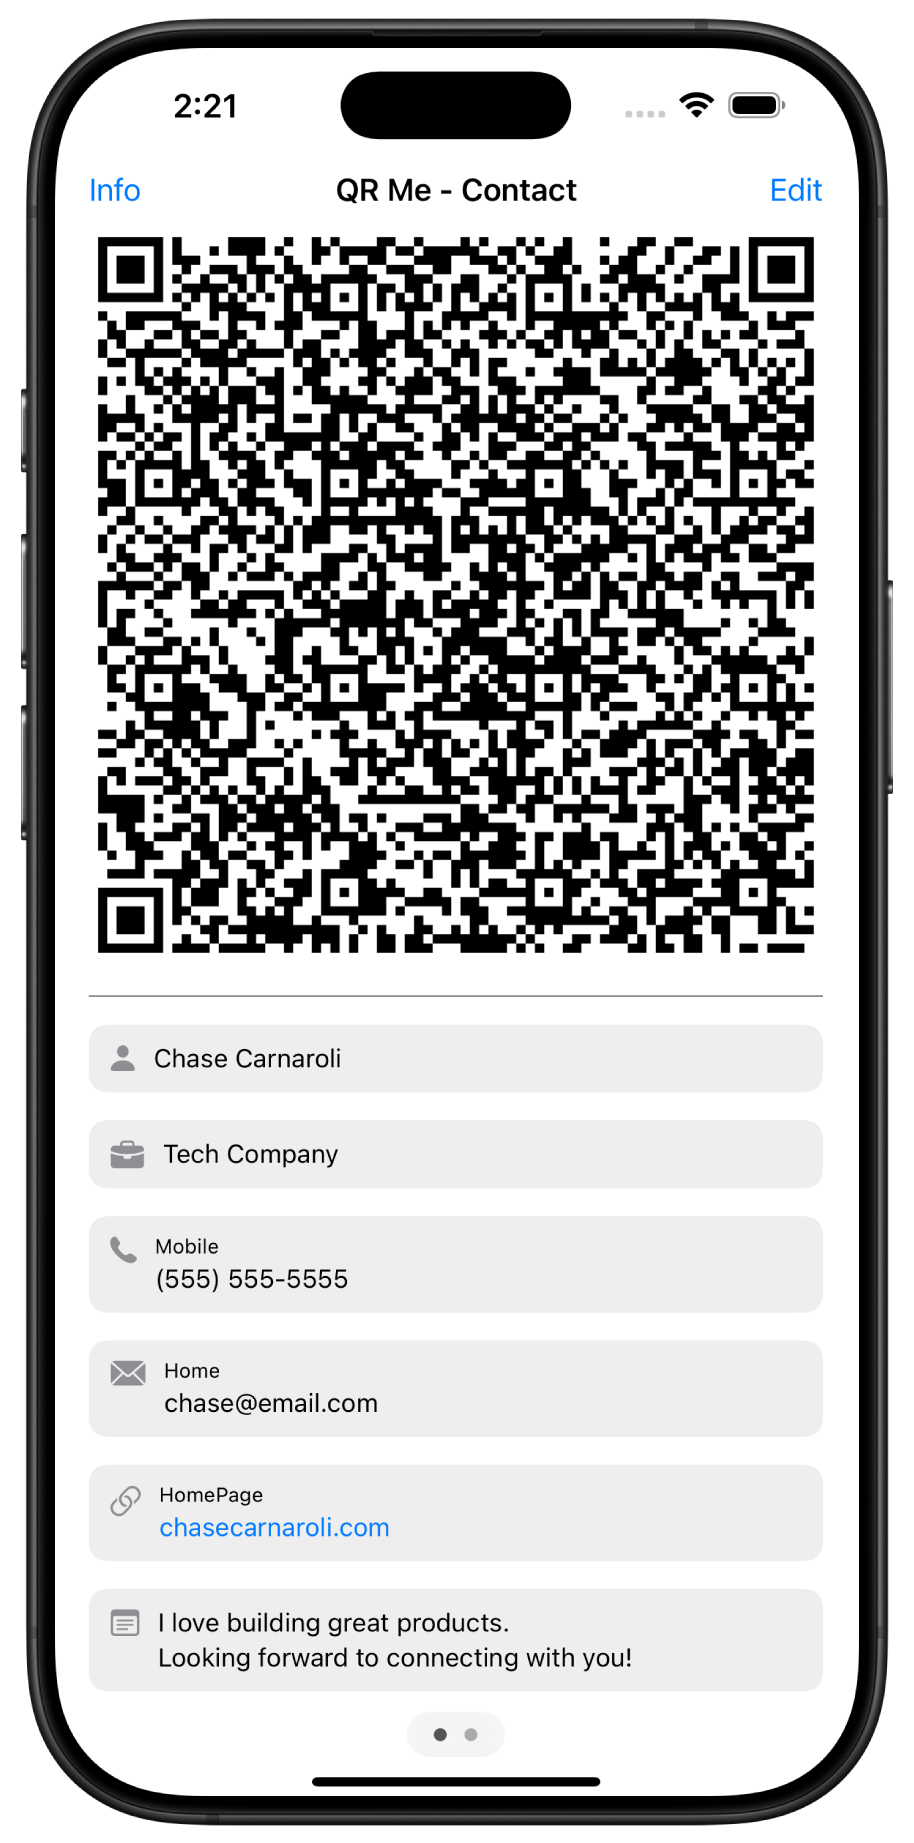 2:21
Info QR Me - Contact Edit
Chase Carnaroli
Tech Company
Mobile
(555) 555-5555
Home
chase@email.com
HomePage
chasecarnaroli.com
I love building great products.
Looking forward to connecting with you!